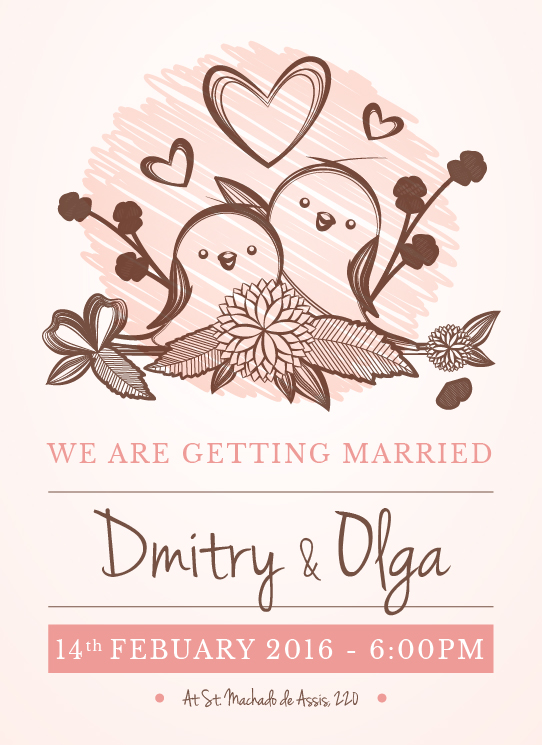 WE ARE GETTING MARRIED
Dmitry & Olga
14th FEBUARY 2016 - 6:00PM
• At St. Machado de Assis, 220 •